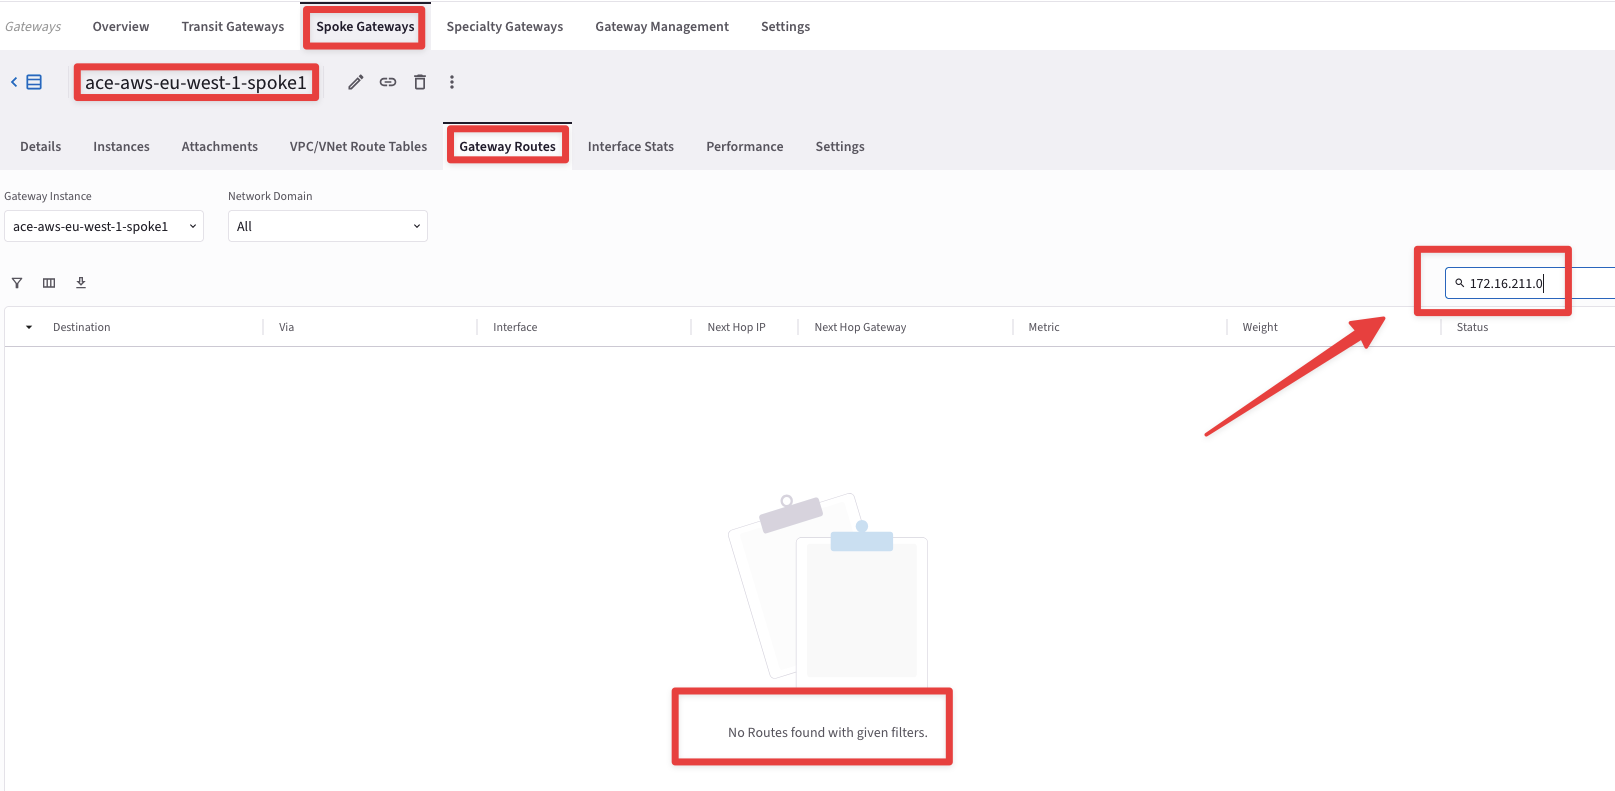 Gateways Overview Transit Gateways Spoke Gateways Specialty Gateways Gateway Management Settings
ace-aws-eu-west-1-spoke1
Details Instances Attachments VPC/VNet Route Tables Gateway Routes Interface Stats Performance Settings
Gateway Instance Network Domain
ace-aws-eu-west-1-spoke1 All
172.16.211.0
Destination Via Interface Next Hop IP Next Hop Gateway Metric Weight Status
No Routes found with given filters.